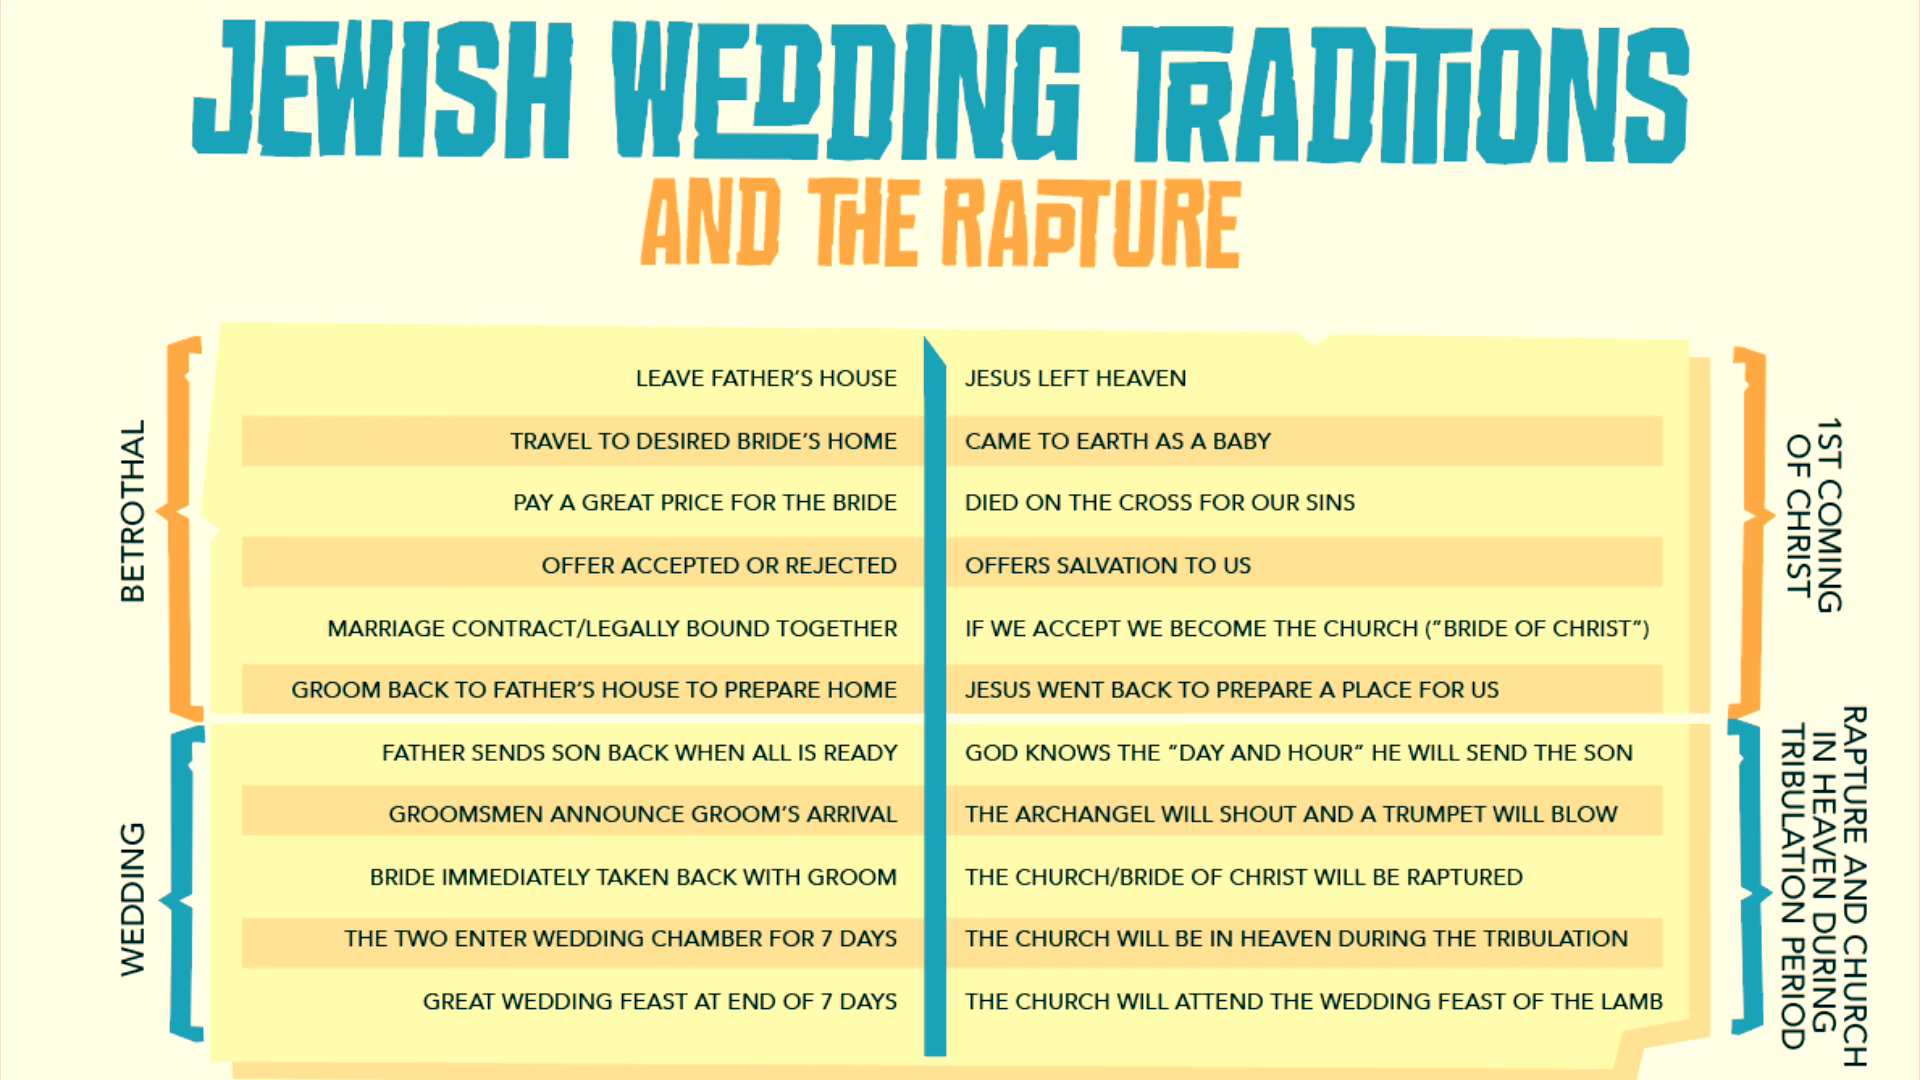 JEWISH WEDDING TRADITIONS
AND THE RAPTURE
BETROTHAL
LEAVE FATHER'S HOUSE
JESUS LEFT HEAVEN
TRAVEL TO DESIRED BRIDE'S HOME
CAME TO EARTH AS A BABY
PAY A GREAT PRICE FOR THE BRIDE
DIED ON THE CROSS FOR OUR SINS
OFFER ACCEPTED OR REJECTED
OFFERS SALVATION TO US
MARRIAGE CONTRACT/LEGALLY BOUND TOGETHER
IF WE ACCEPT WE BECOME THE CHURCH ("BRIDE OF CHRIST")
GROOM BACK TO FATHER'S HOUSE TO PREPARE HOME
JESUS WENT BACK TO PREPARE A PLACE FOR US
1ST COMING
OF CHRIST
WEDDING
FATHER SENDS SON BACK WHEN ALL IS READY
GOD KNOWS THE "DAY AND HOUR" HE WILL SEND THE SON
GROOMSMEN ANNOUNCE GROOM'S ARRIVAL
THE ARCHANGEL WILL SHOUT AND A TRUMPET WILL BLOW
BRIDE IMMEDIATELY TAKEN BACK WITH GROOM
THE CHURCH/BRIDE OF CHRIST WILL BE RAPTURED
THE TWO ENTER WEDDING CHAMBER FOR 7 DAYS
THE CHURCH WILL BE IN HEAVEN DURING THE TRIBULATION
GREAT WEDDING FEAST AT END OF 7 DAYS
THE CHURCH WILL ATTEND THE WEDDING FEAST OF THE LAMB
RAPTURE AND CHURCH
IN HEAVEN DURING
TRIBULATION PERIOD